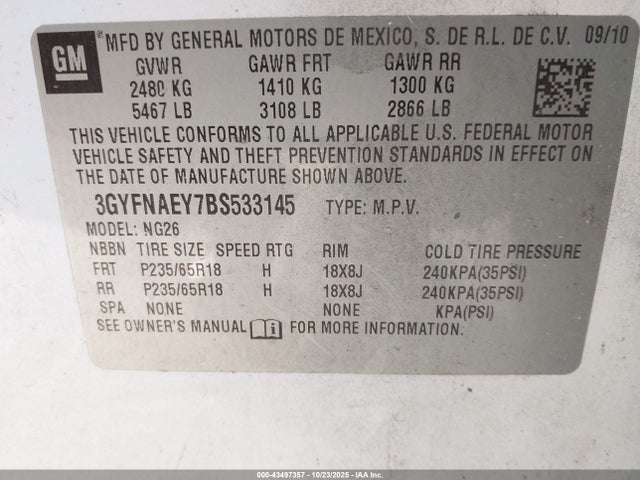 GM ® MFD BY GENERAL MOTORS DE MEXICO, S. DE R.L. DE C.V. 09/10
GVWR GAWR FRT GAWR RR
2480 KG 1410 KG 1300 KG
5467 LB 3108 LB 2866 LB
THIS VEHICLE CONFORMS TO ALL APPLICABLE U.S. FEDERAL MOTOR
VEHICLE SAFETY AND THEFT PREVENTION STANDARDS IN EFFECT ON
THE DATE OF MANUFACTURE SHOWN ABOVE.
3GYFNAEY7BS533145 TYPE: M.P.V.
MODEL: NG26
NBBN TIRE SIZE SPEED RTG RIM COLD TIRE PRESSURE
FRT P235/65R18 H 18X8J 240KPA(35PSI)
RR P235/65R18 H 18X8J 240KPA(35PSI)
SPA NONE NONE KPA(PSI)
SEE OWNER'S MANUAL FOR MORE INFORMATION.
000-43497357 - 10/23/2025 - IAA Inc.